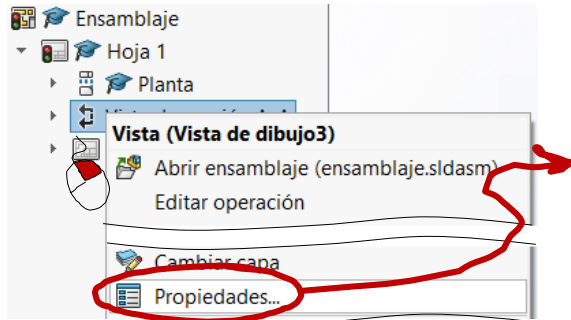 Ensamblaje
Hoja 1
Planta
Vista (Vista de dibujo3)
Abrir ensamblaje (ensamblaje.sldasm)
Editar operación
Cambiar capa
Propiedades...